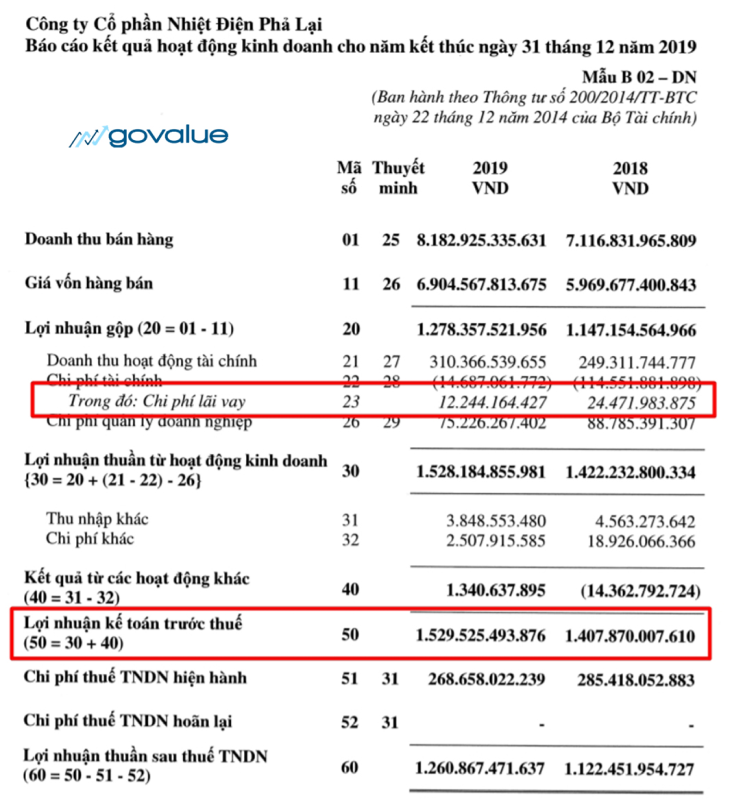 Công ty Cổ phần Nhiệt Điện Phả Lại
Báo cáo kết quả hoạt động kinh doanh cho năm kết thúc ngày 31 tháng 12 năm 2019
Mẫu B 02 – DN
(Ban hành theo Thông tư số 200/2014/TT-BTC
ngày 22 tháng 12 năm 2014 của Bộ Tài chính)
govalue
Mã Thuyết 2019 2018
số minh VND VND
Doanh thu bán hàng 01 25 8.182.925.335.631 7.116.831.965.809
Giá vốn hàng bán 11 26 6.904.567.813.675 5.969.677.400.843
Lợi nhuận gộp (20 = 01 - 11) 20 1.278.357.521.956 1.147.154.564.966
Doanh thu hoạt động tài chính 21 27 310.366.539.655 249.311.744.777
Chi phí tài chính 22 28 (14.687.061.772) (114.551.881.898)
Trong đó: Chi phí lãi vay 23 12.244.164.427 24.471.983.875
Chi phí quản lý doanh nghiệp 26 29 75.226.267.402 88.785.391.307
Lợi nhuận thuần từ hoạt động kinh doanh
{30 = 20 + (21 - 22) - 26} 30 1.528.184.855.981 1.422.232.800.334
Thu nhập khác 31 3.848.553.480 4.563.273.642
Chi phí khác 32 2.507.915.585 18.926.066.366
Kết quả từ các hoạt động khác
(40 = 31 - 32) 40 1.340.637.895 (14.362.792.724)
Lợi nhuận kế toán trước thuế
(50 = 30 + 40) 50 1.529.525.493.876 1.407.870.007.610
Chi phí thuế TNDN hiện hành 51 31 268.658.022.239 285.418.052.883
Chi phí thuế TNDN hoãn lại 52 31 - -
Lợi nhuận thuần sau thuế TNDN
(60 = 50 - 51 - 52) 60 1.260.867.471.637 1.122.451.954.727